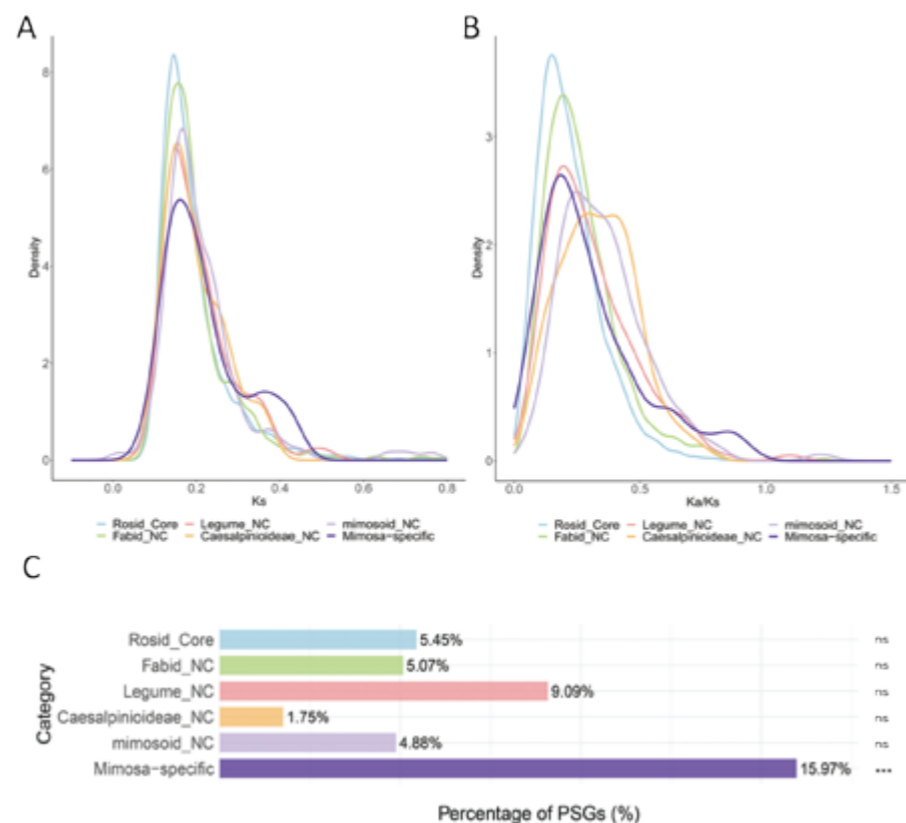 A
B
8
6
4
2
0
Density
0.0 0.2 0.4 0.6 0.8
Ks
Rosid_Core Legume_NC mimosoid_NC
Fabid_NC Caesalpinioideae_NC Mimosa-specific
3
2
1
0
Density
0.0 0.5 1.0 1.5
Ka/Ks
Rosid_Core Legume_NC mimosoid_NC
Fabid_NC Caesalpinioideae_NC Mimosa-specific
C
Category
Rosid_Core 5.45% ns
Fabid_NC 5.07% ns
Legume_NC 9.09% ns
Caesalpinioideae_NC 1.75% ns
mimosoid_NC 4.88% ns
Mimosa-specific 15.97% ***
Percentage of PSGs (%)